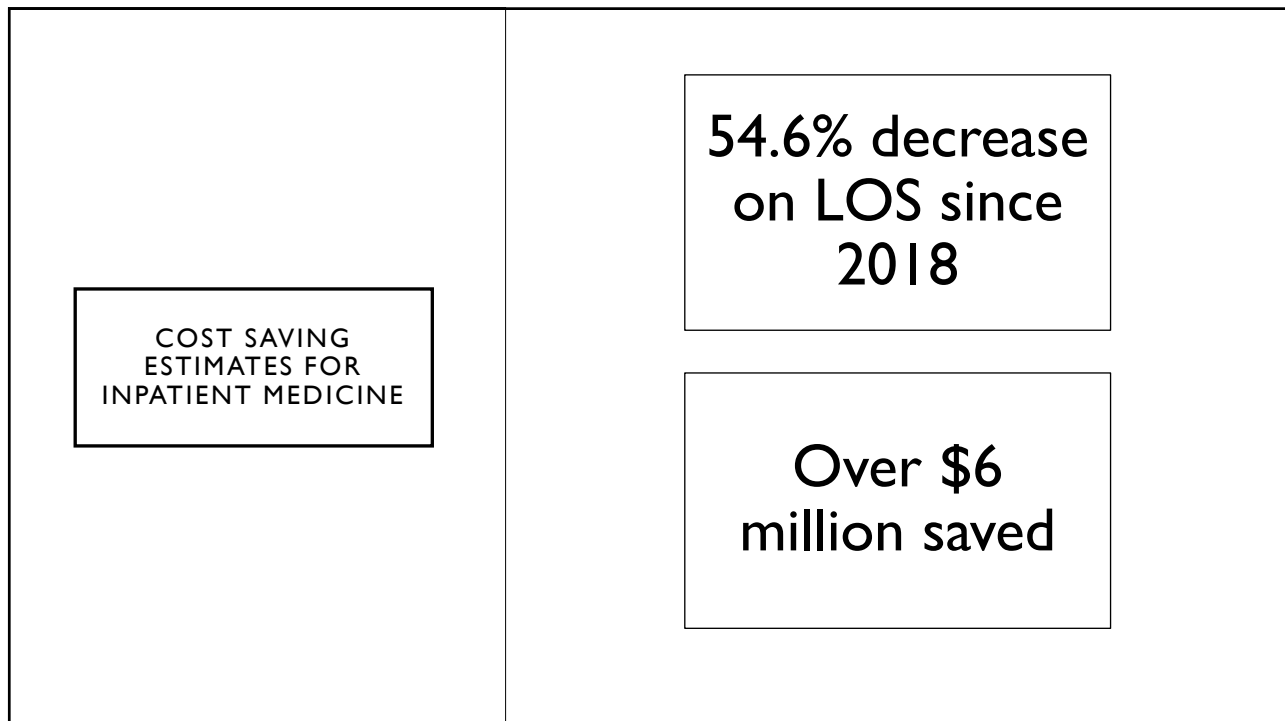 COST SAVING
ESTIMATES FOR
INPATIENT MEDICINE
54.6% decrease
on LOS since
2018
Over $6
million saved